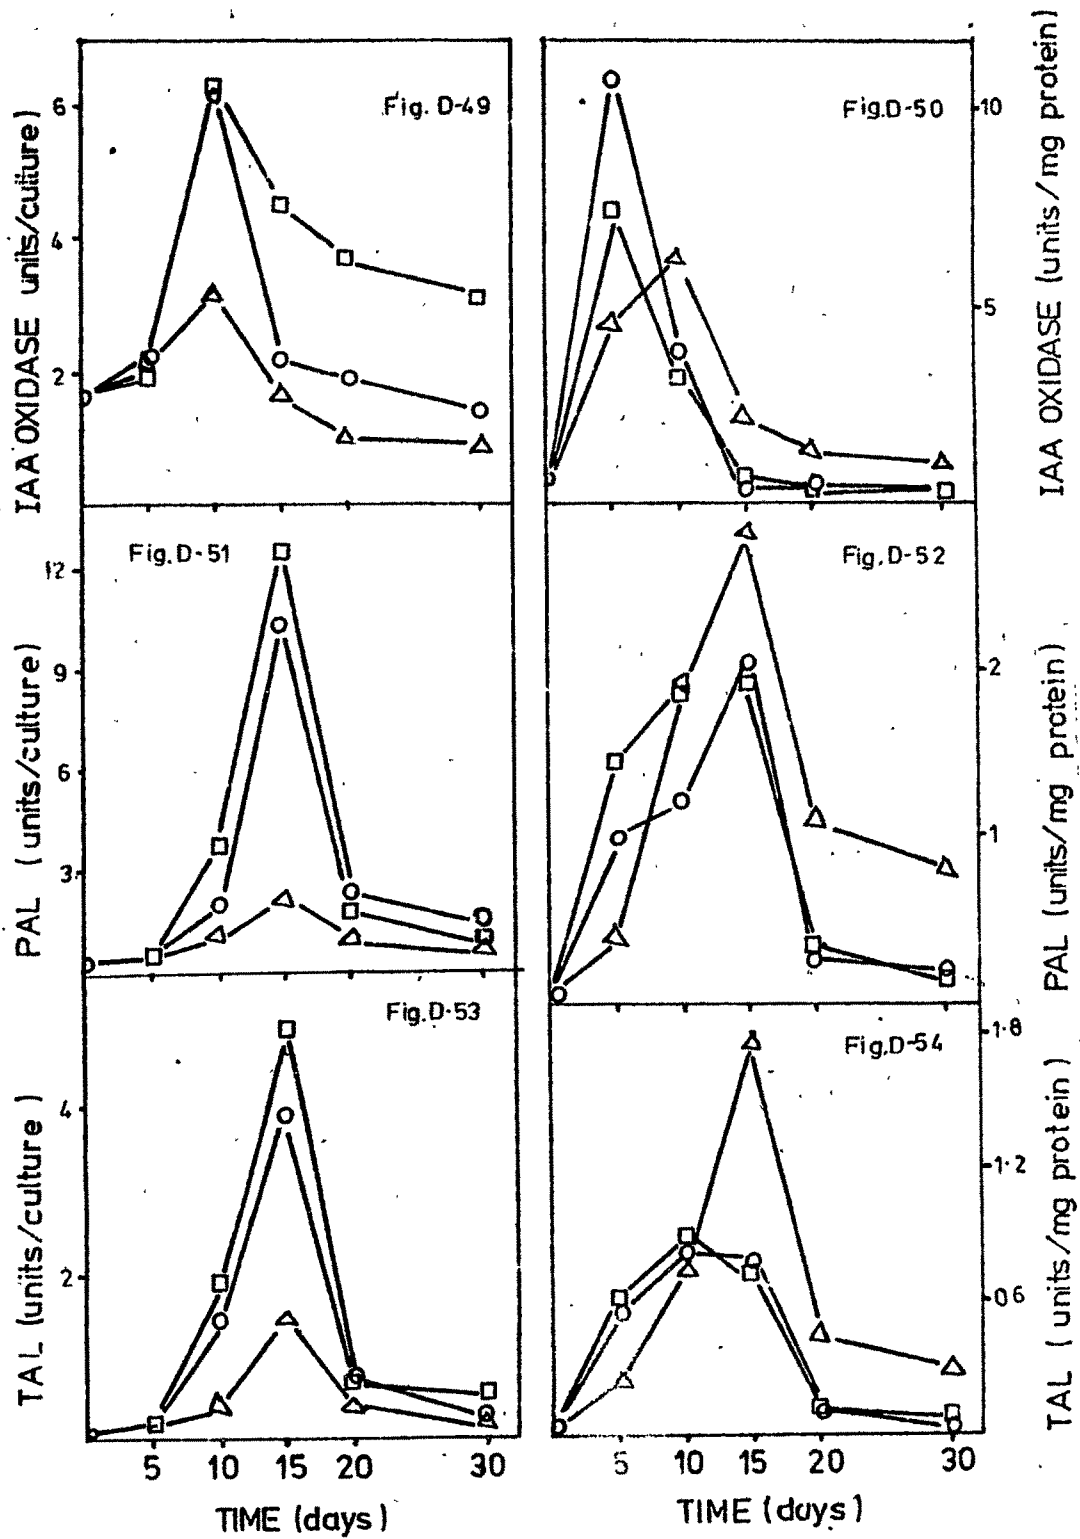 IAA OXIDASE units/culture)
6
4
2
Fig. D-49
Fig.D-50
10
5
IAA OXIDASE (units/mg protein)
PAL (units/culture)
12
9
6
3
Fig.D-51
Fig.D-52
2
1
PAL (units/mg protein)
TAL (units/culture)
4
2
Fig.D-53
Fig.D-54
1·8
1·2
06
TAL (units/mg protein)
5 10 15 20 30
TIME (days)
5 10 15 20 30
TIME (days)